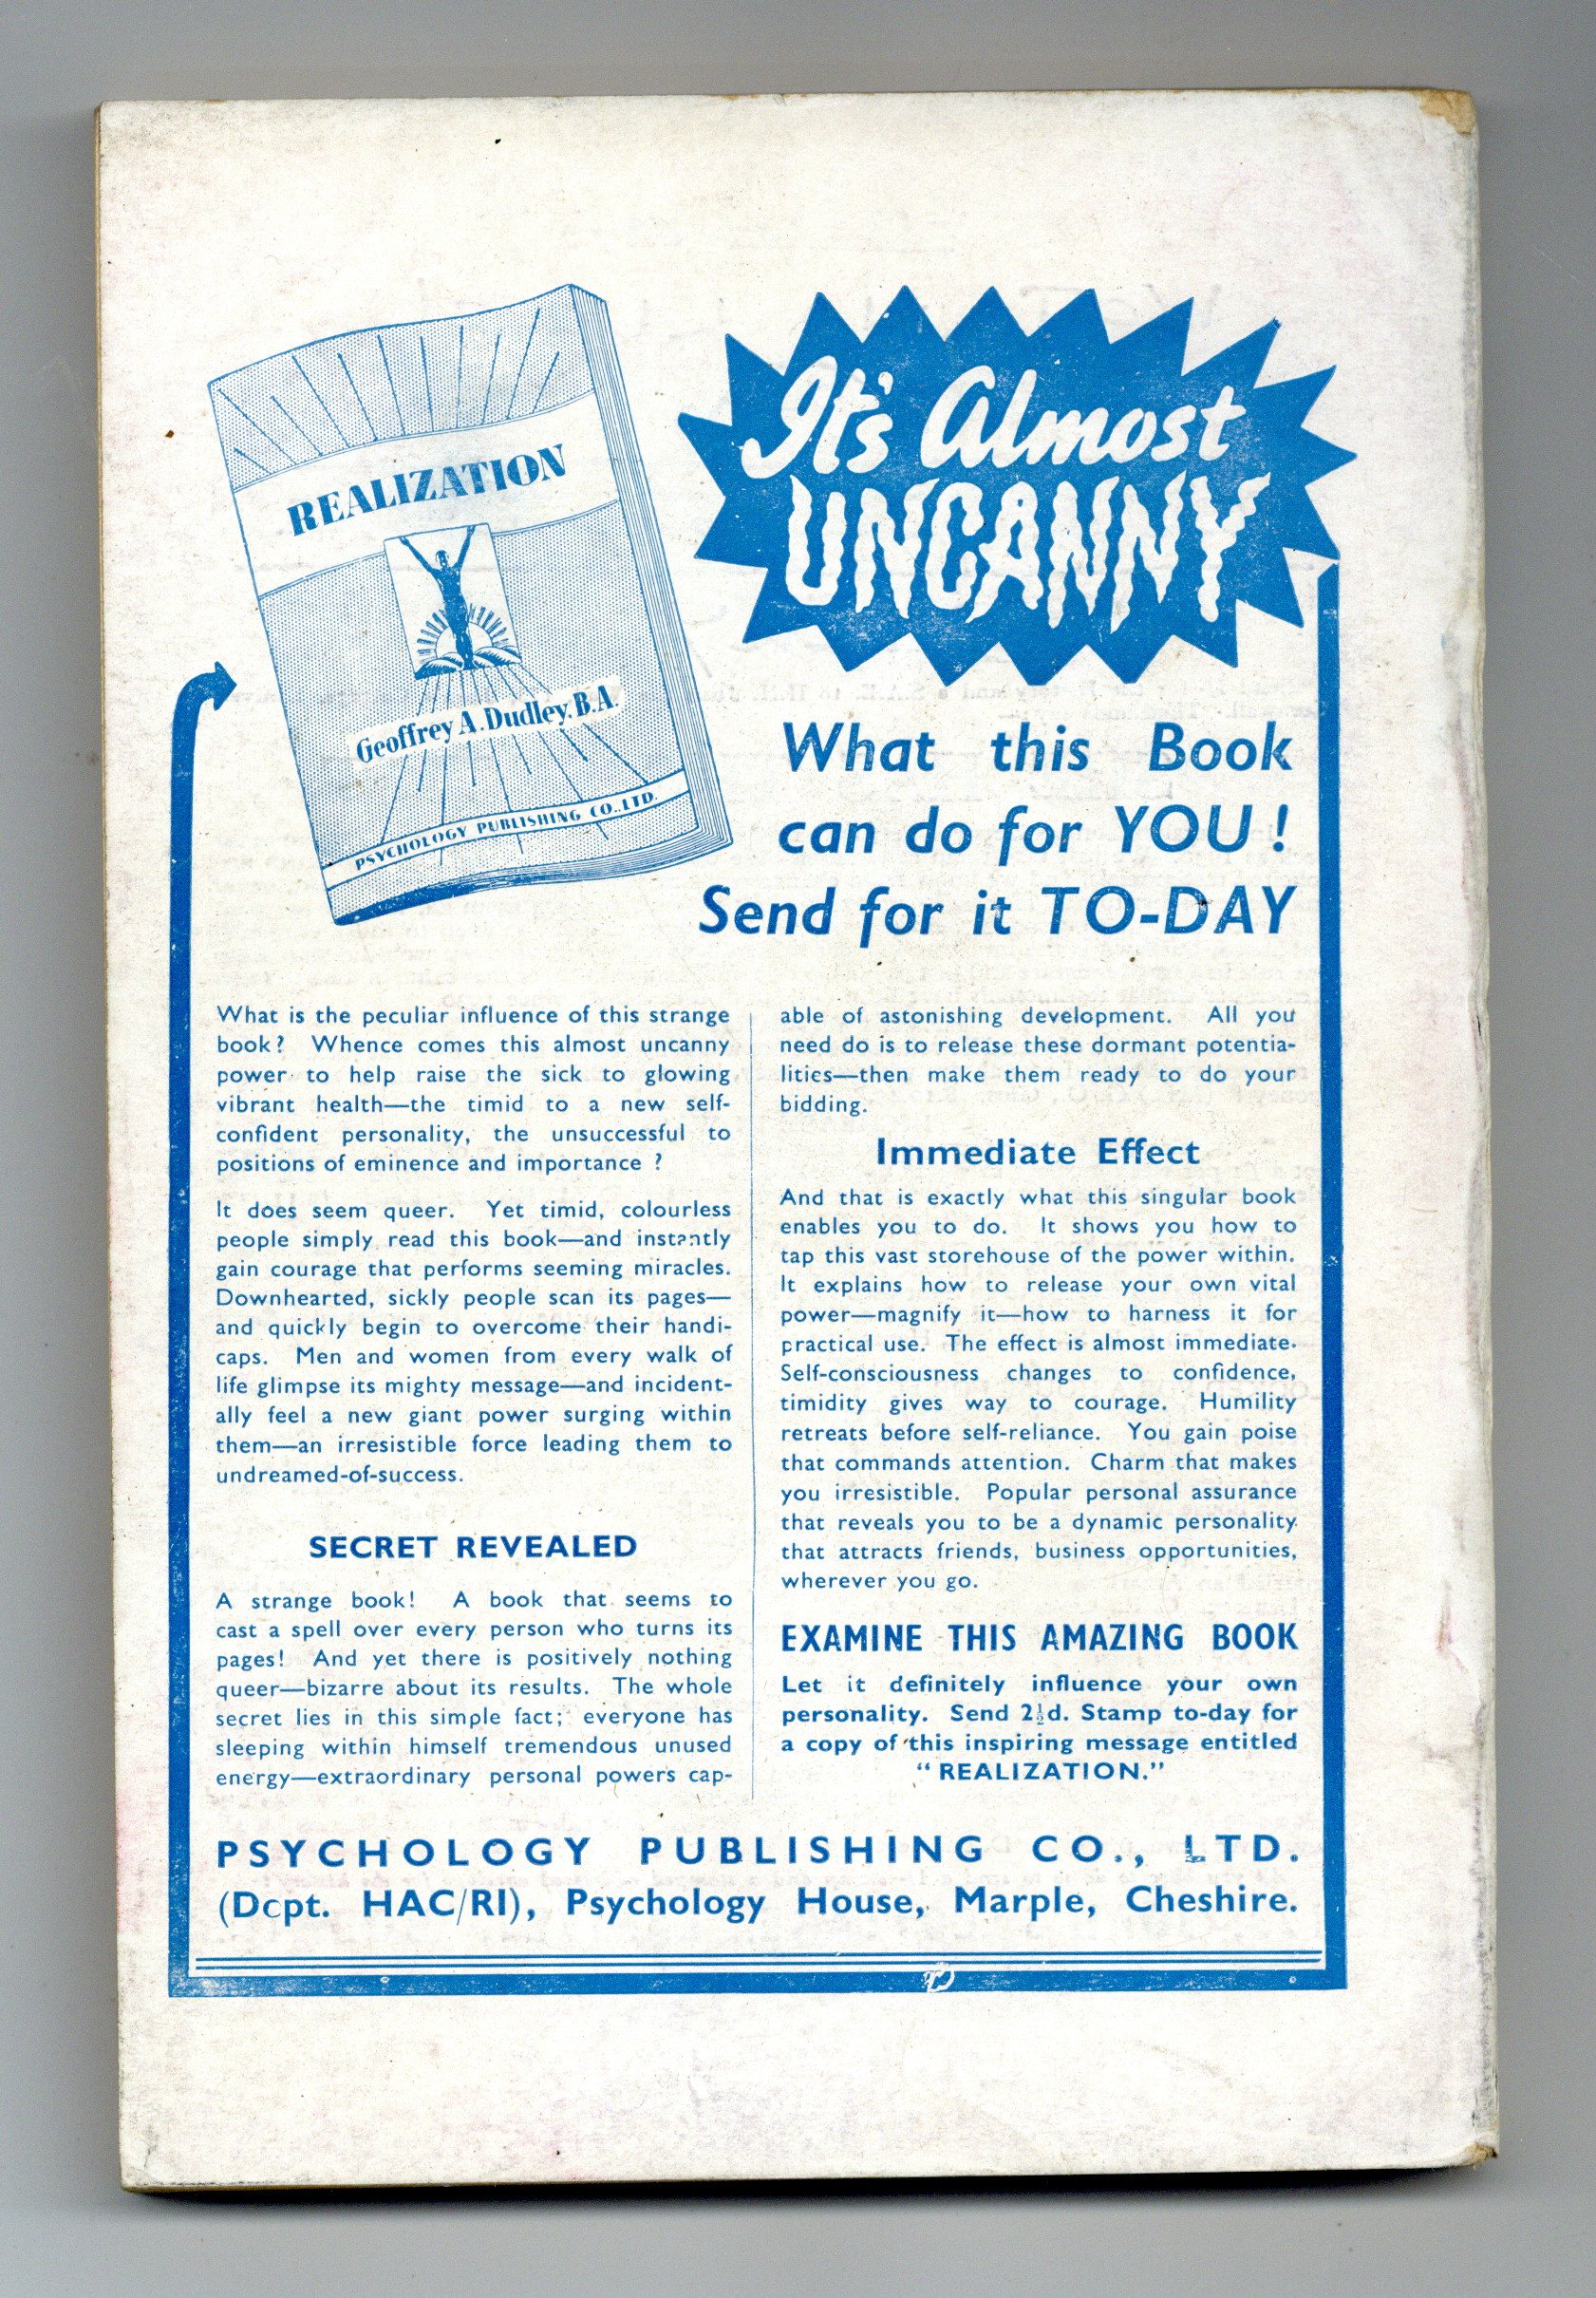 REALIZATION
Geoffrey A. Dudley. B.A.
PSYCHOLOGY PUBLISHING CO., LTD.
It's Almost
UNCANNY
What this Book
can do for YOU !
Send for it TO-DAY
What is the peculiar influence of this strange
book? Whence comes this almost uncanny
power to help raise the sick to glowing
vibrant health—the timid to a new self-
confident personality, the unsuccessful to
positions of eminence and importance ?
It does seem queer. Yet timid, colourless
people simply read this book—and instantly
gain courage that performs seeming miracles.
Downhearted, sickly people scan its pages—
and quickly begin to overcome their handi-
caps. Men and women from every walk of
life glimpse its mighty message—and incident-
ally feel a new giant power surging within
them—an irresistible force leading them to
undreamed-of-success.
SECRET REVEALED
A strange book! A book that seems to
cast a spell over every person who turns its
pages! And yet there is positively nothing
queer—bizarre about its results. The whole
secret lies in this simple fact; everyone has
sleeping within himself tremendous unused
energy—extraordinary personal powers cap-
able of astonishing development. All you
need do is to release these dormant potentia-
lities—then make them ready to do your
bidding.
Immediate Effect
And that is exactly what this singular book
enables you to do. It shows you how to
tap this vast storehouse of the power within.
It explains how to release your own vital
power—magnify it—how to harness it for
practical use. The effect is almost immediate.
Self-consciousness changes to confidence,
timidity gives way to courage. Humility
retreats before self-reliance. You gain poise
that commands attention. Charm that makes
you irresistible. Popular personal assurance
that reveals you to be a dynamic personality
that attracts friends, business opportunities,
wherever you go.
EXAMINE THIS AMAZING BOOK
Let it definitely influence your own
personality. Send 2½d. Stamp to-day for
a copy of this inspiring message entitled
“ REALIZATION.”
PSYCHOLOGY PUBLISHING CO., LTD.
(Dept. HAC/RI), Psychology House, Marple, Cheshire.